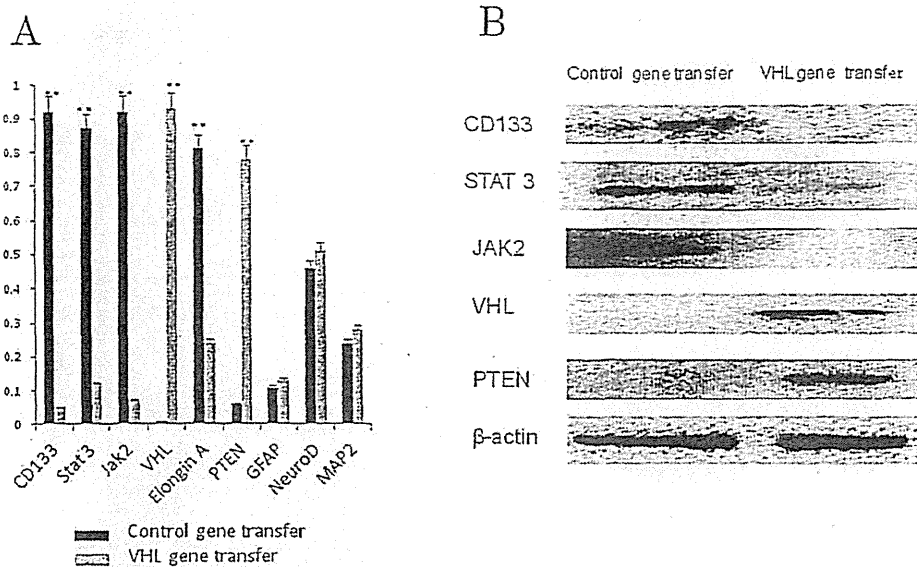 A
1
0.9
0.8
0.7
0.6
0.5
0.4
0.3
0.2
0.1
0
CD133
Stat3
Jak2
VHL
Elongin A
PTEN
GFAP
NeuroD
MAP2
Control gene transfer
VHL gene transfer
B
Control gene transfer VHL gene transfer
CD133
STAT 3
JAK2
VHL
PTEN
β-actin